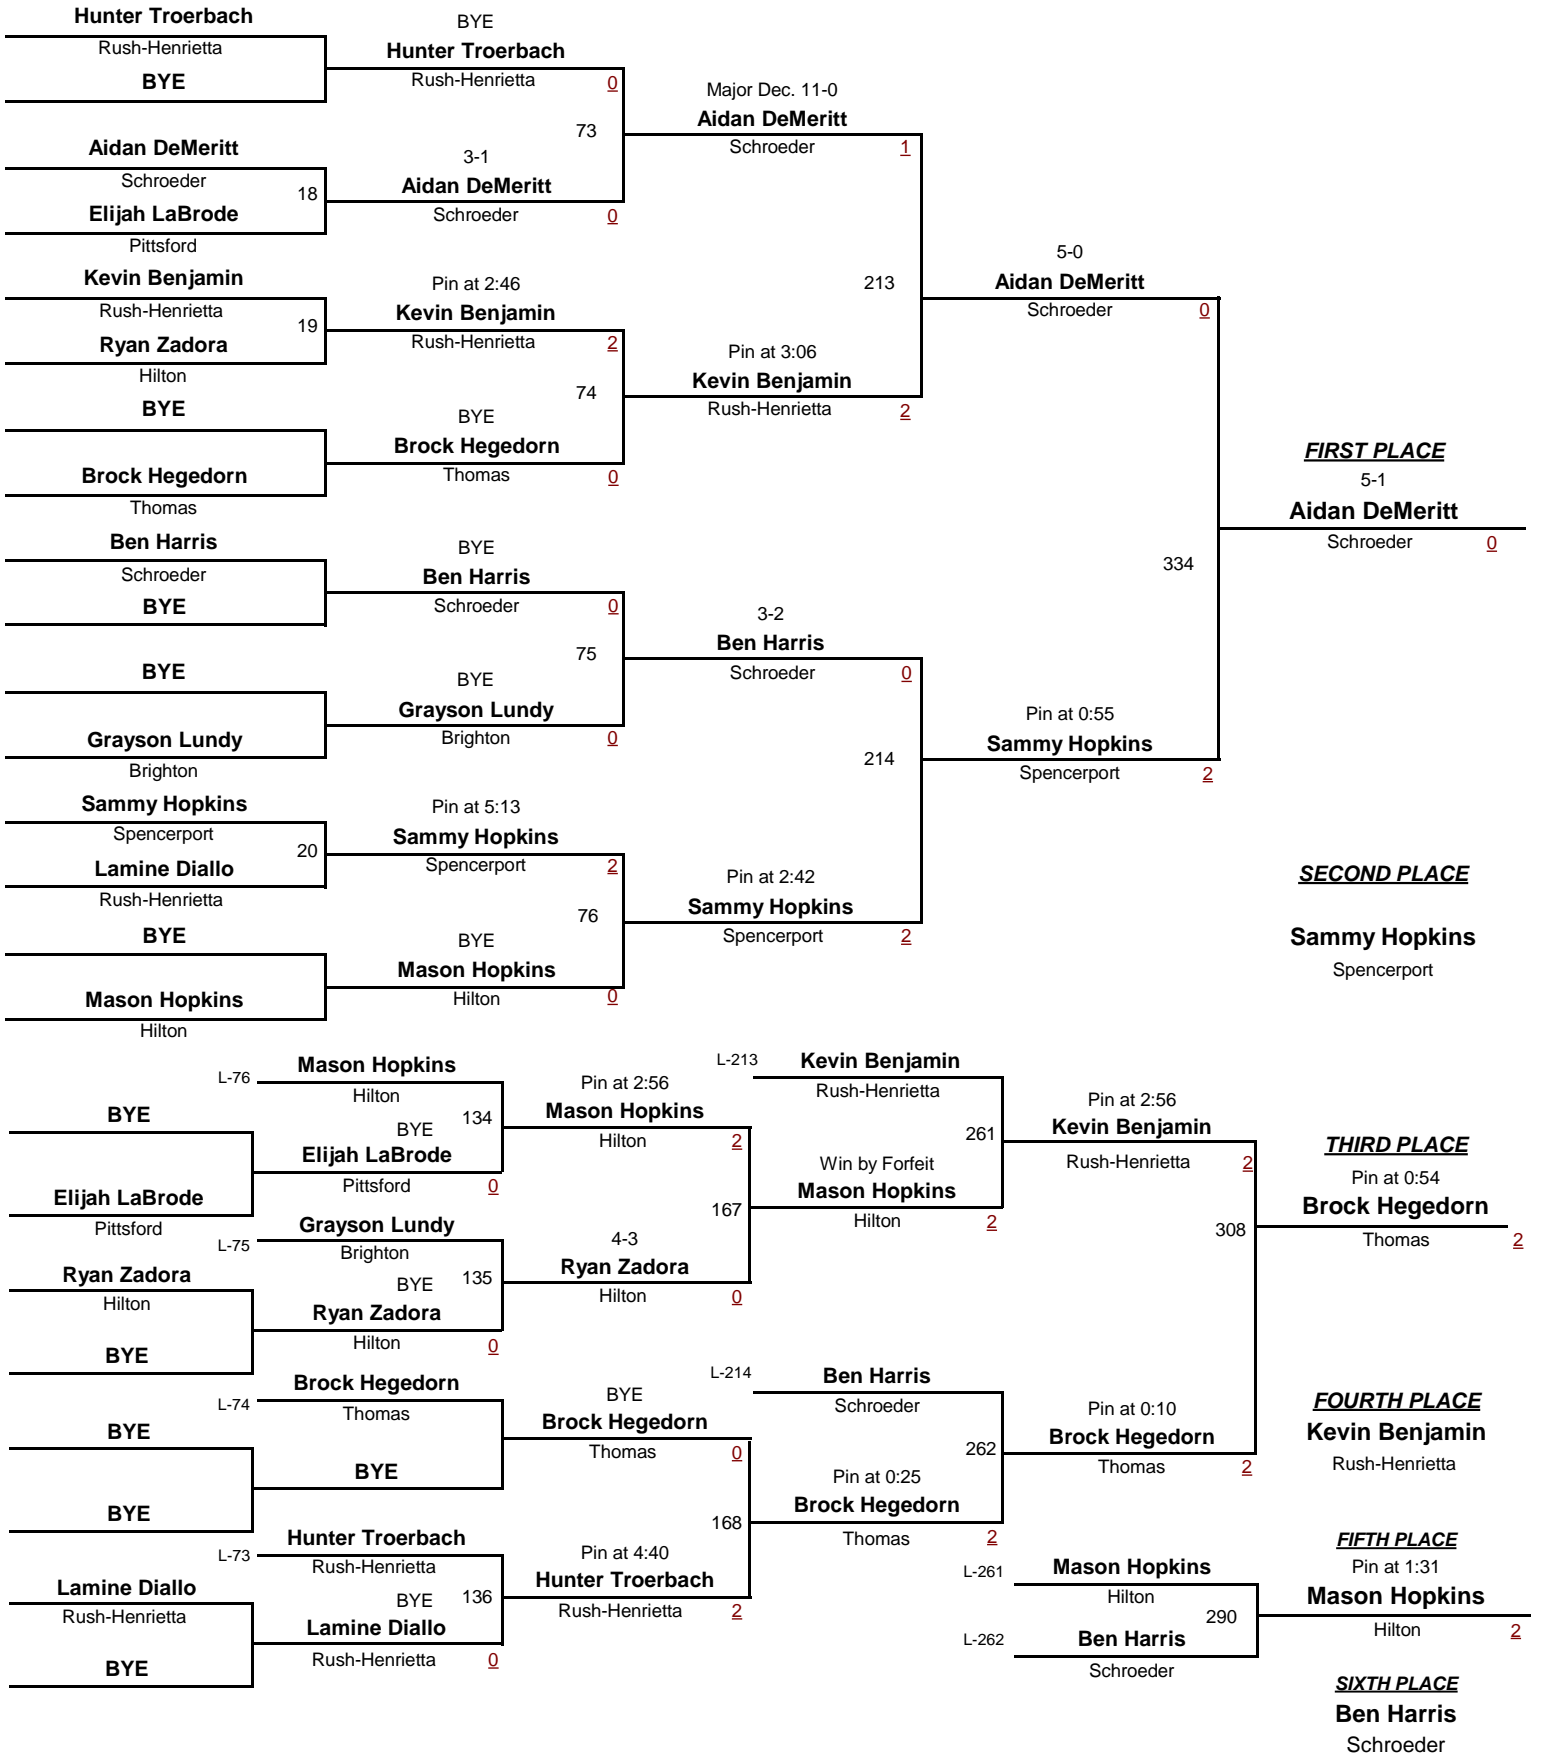 Hunter Troerbach
Rush-Henrietta
BYE
BYE
Hunter Troerbach
Rush-Henrietta
0
73
Aidan DeMeritt
Schroeder
18
Elijah LaBrode
Pittsford
3-1
Aidan DeMeritt
Schroeder
0
Major Dec. 11-0
Aidan DeMeritt
Schroeder
1
Kevin Benjamin
Rush-Henrietta
19
Ryan Zadora
Hilton
Pin at 2:46
Kevin Benjamin
Rush-Henrietta
2
74
BYE
Brock Hegedorn
Thomas
BYE
Brock Hegedorn
Thomas
0
213
Pin at 3:06
Kevin Benjamin
Rush-Henrietta
2
5-0
Aidan DeMeritt
Schroeder
0
Ben Harris
Schroeder
BYE
BYE
Ben Harris
Schroeder
0
75
BYE
Grayson Lundy
Brighton
BYE
Grayson Lundy
Brighton
0
3-2
Ben Harris
Schroeder
0
Sammy Hopkins
Spencerport
20
Lamine Diallo
Rush-Henrietta
Pin at 5:13
Sammy Hopkins
Spencerport
2
76
BYE
Mason Hopkins
Hilton
BYE
Mason Hopkins
Hilton
0
214
Pin at 2:42
Sammy Hopkins
Spencerport
2
Pin at 0:55
Sammy Hopkins
Spencerport
2
334
FIRST PLACE
5-1
Aidan DeMeritt
Schroeder
0
SECOND PLACE
Sammy Hopkins
Spencerport
L-76
Mason Hopkins
Hilton
134
BYE
Elijah LaBrode
Pittsford
BYE
Elijah LaBrode
Pittsford
0
Pin at 2:56
Mason Hopkins
Hilton
2
L-75
Grayson Lundy
Brighton
135
Ryan Zadora
Hilton
BYE
BYE
Ryan Zadora
Hilton
0
4-3
Ryan Zadora
Hilton
0
167
L-213
Kevin Benjamin
Rush-Henrietta
261
Win by Forfeit
Mason Hopkins
Hilton
2
Pin at 2:56
Kevin Benjamin
Rush-Henrietta
2
L-74
Brock Hegedorn
Thomas
BYE
BYE
BYE
BYE
Brock Hegedorn
Thomas
0
L-73
Hunter Troerbach
Rush-Henrietta
136
Lamine Diallo
Rush-Henrietta
BYE
BYE
Lamine Diallo
Rush-Henrietta
0
Pin at 4:40
Hunter Troerbach
Rush-Henrietta
2
168
L-214
Ben Harris
Schroeder
262
Pin at 0:25
Brock Hegedorn
Thomas
2
Pin at 0:10
Brock Hegedorn
Thomas
2
308
THIRD PLACE
Pin at 0:54
Brock Hegedorn
Thomas
2
FOURTH PLACE
Kevin Benjamin
Rush-Henrietta
L-261
Mason Hopkins
Hilton
290
L-262
Ben Harris
Schroeder
FIFTH PLACE
Pin at 1:31
Mason Hopkins
Hilton
2
SIXTH PLACE
Ben Harris
Schroeder